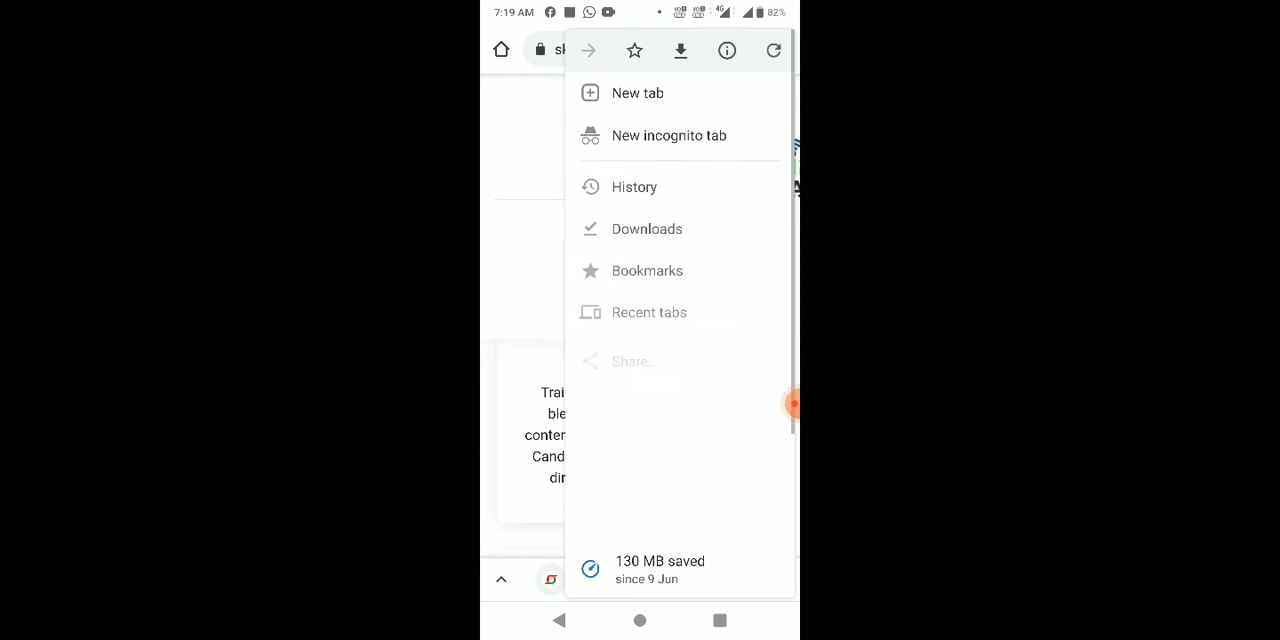 7:19 AM 4G 82%
New tab
New incognito tab
History
Downloads
Bookmarks
Recent tabs
Share...
130 MB saved
since 9 Jun